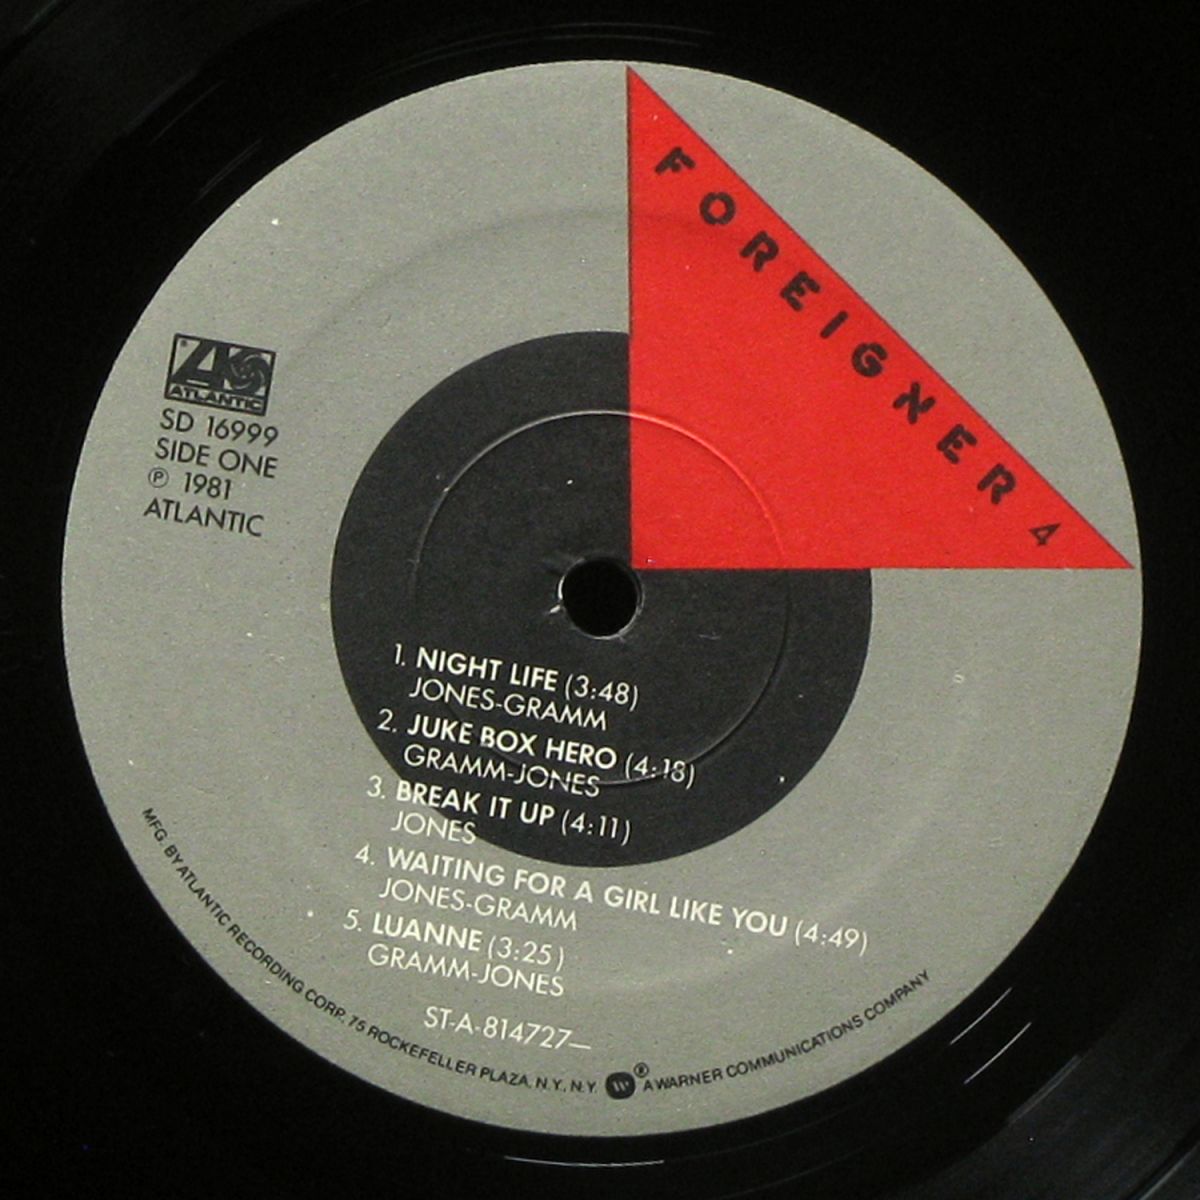 FOREIGNER 4
ATLANTIC
SD 16999
SIDE ONE
℗ 1981
ATLANTIC
1. NIGHT LIFE (3:48)
JONES-GRAMM
2. JUKE BOX HERO (4:18)
GRAMM-JONES
3. BREAK IT UP (4:11)
JONES
4. WAITING FOR A GIRL LIKE YOU (4:49)
JONES-GRAMM
5. LUANNE (3:25)
GRAMM-JONES
ST-A-814727—
MFG. BY ATLANTIC RECORDING CORP. 75 ROCKEFELLER PLAZA, N.Y., N.Y. ® A WARNER COMMUNICATIONS COMPANY